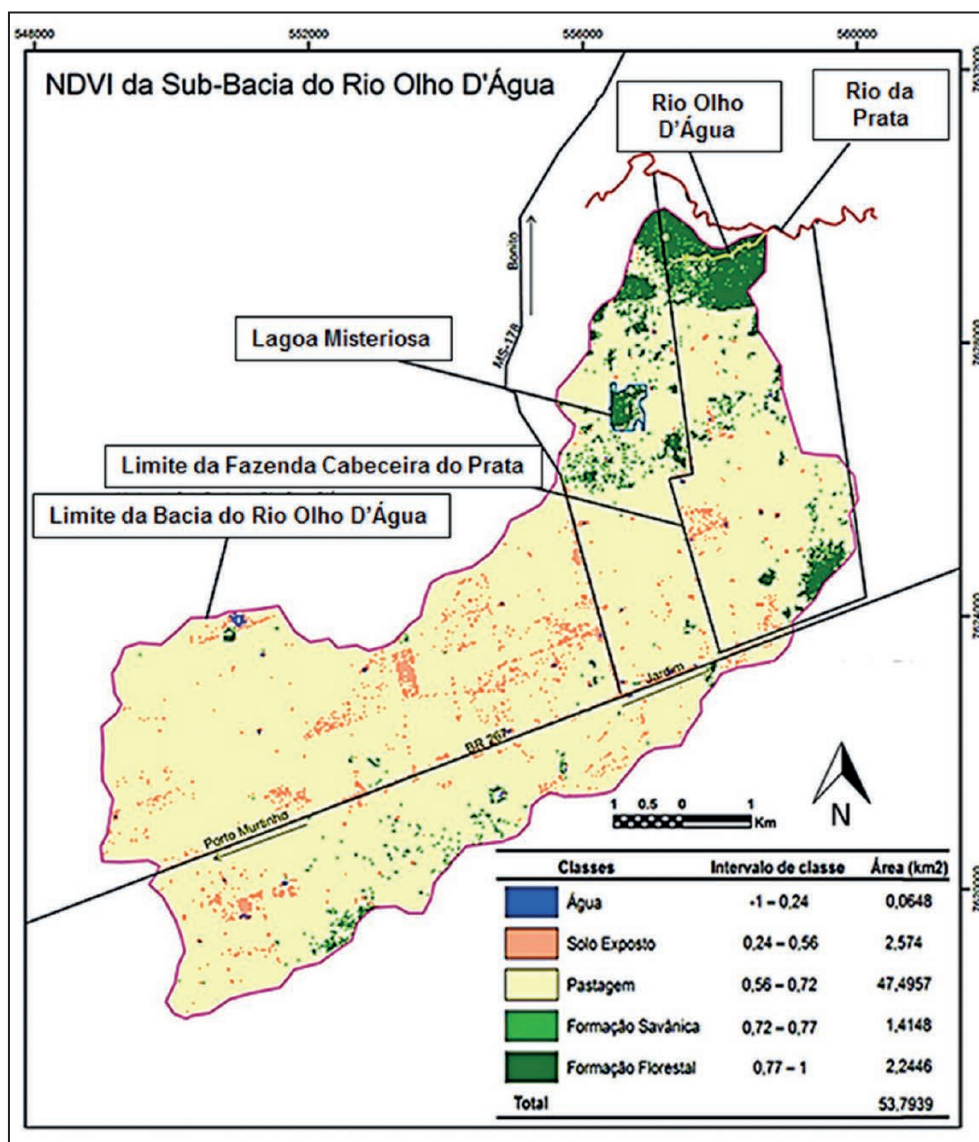 548000 552000 556000 560000
NDVI da Sub-Bacia do Rio Olho D'Água
Rio Olho
D'Água
Rio da
Prata
7632000
Bonito
MS-178
7628000
Lagoa Misteriosa
Limite da Fazenda Cabeceira do Prata
Limite da Bacia do Rio Olho D'Água
7624000
Jardim
BR 267
Porto Murtinho
1 0.5 0 1
Km
N
7620000
Classes Intervalo de classe Área (km2)
Água -1 – 0,24 0,0648
Solo Exposto 0,24 – 0,56 2,574
Pastagem 0,56 – 0,72 47,4957
Formação Savânica 0,72 – 0,77 1,4148
Formação Florestal 0,77 – 1 2,2446
Total 53,7939